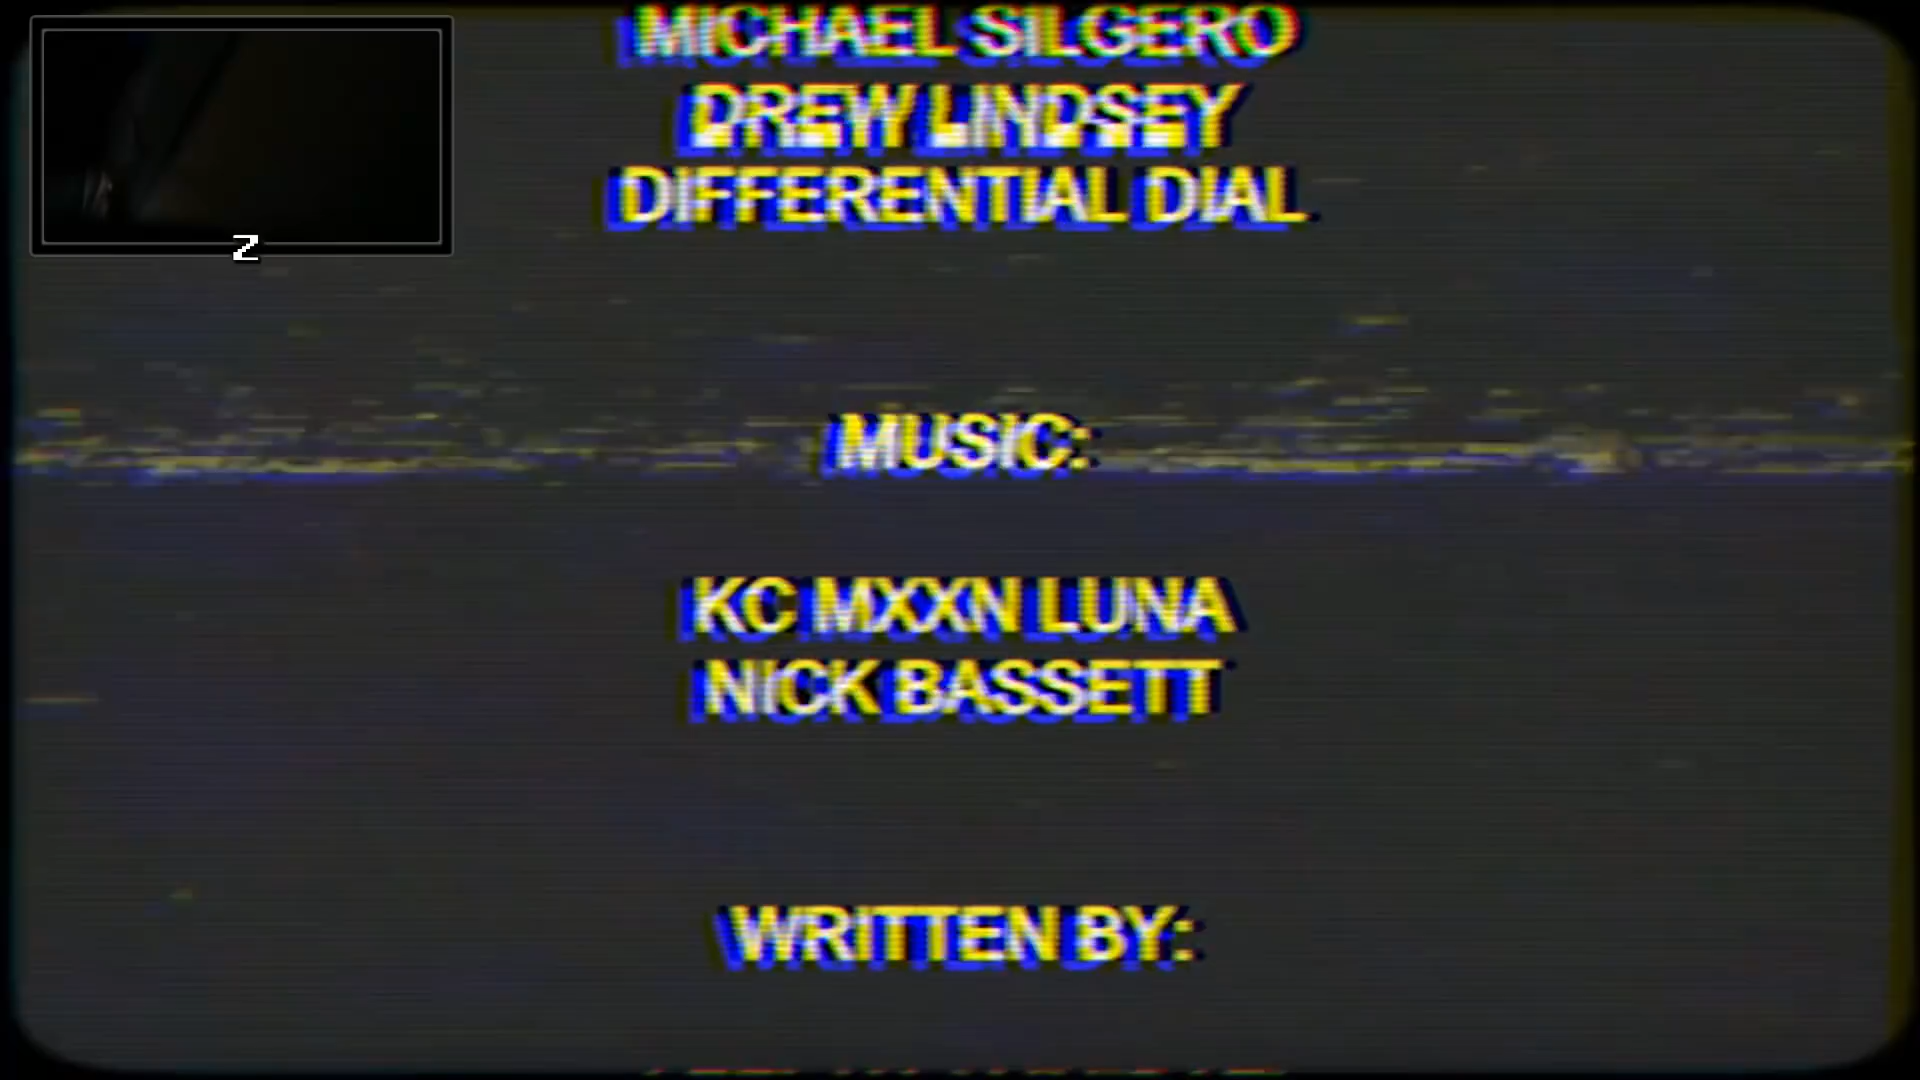 MICHAEL SILGERO
DREW LINDSEY
DIFFERENTIAL DIAL
Z
MUSIC:
KC MXXN LUNA
NICK BASSETT
WRITTEN BY: